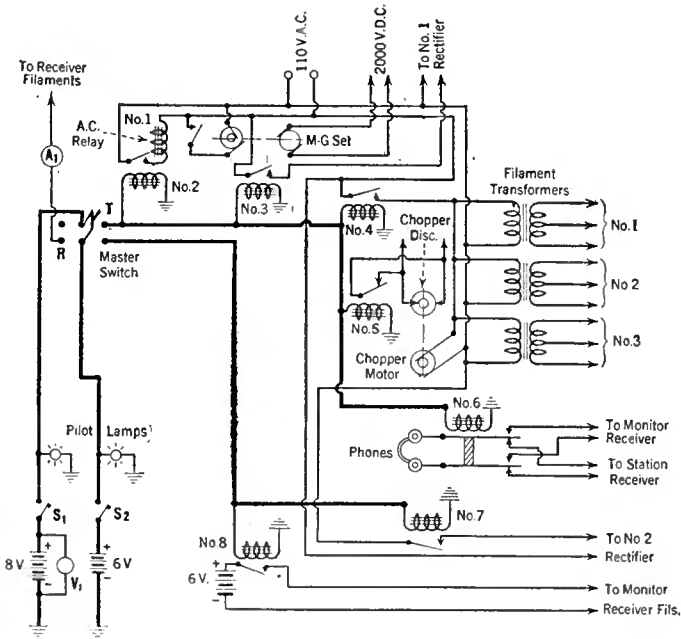 110 V.A.C.
2000 V.D.C.
To No. 1
Rectifier
To Receiver
Filaments
No.1
A.C.
Relay
A1
M-G Set
No.2
No.3
No.4
Filament
Transformers
Chopper
Disc.
No.1
T
R
Master
Switch
No 2
No.5
No.3
Chopper
Motor
No.6
To Monitor
Receiver
Phones
To Station
Receiver
Pilot Lamps
S1
S2
No.7
To No 2
Rectifier
No.8
+
8 V
-
V1
+
6 V
-
+
6 V.
-
To Monitor
Receiver Fils.